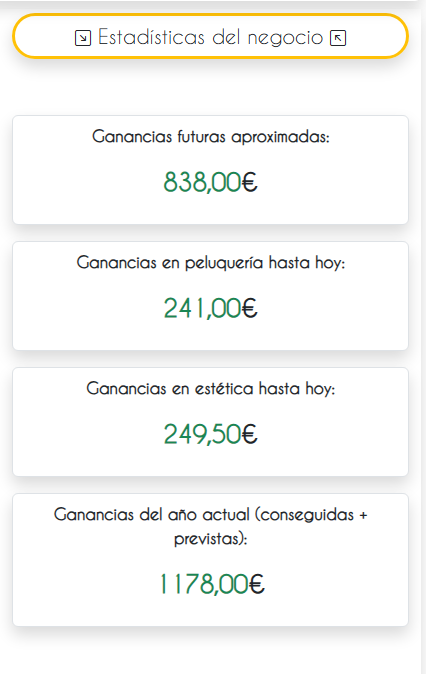 Estadísticas del negocio
Ganancias futuras aproximadas:
838,00€
Ganancias en peluquería hasta hoy:
241,00€
Ganancias en estética hasta hoy:
249,50€
Ganancias del año actual (conseguidas +
previstas):
1178,00€